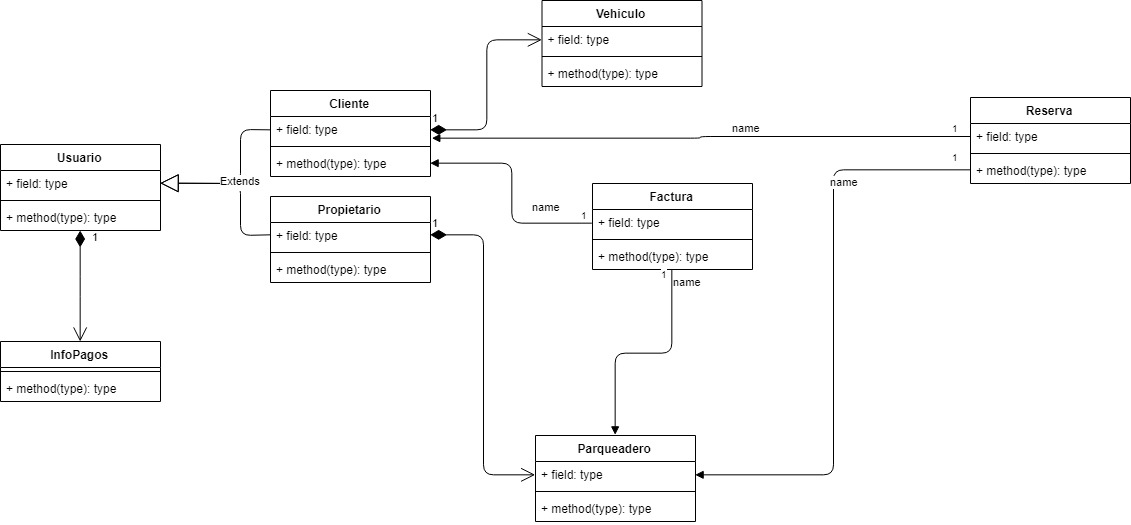 Vehiculo
+ field: type
+ method(type): type
Cliente
+ field: type
+ method(type): type
1
Reserva
+ field: type
+ method(type): type
1
name
1
name
Usuario
+ field: type
+ method(type): type
1
Extends
Propietario
+ field: type
+ method(type): type
1
Factura
+ field: type
+ method(type): type
1
name
1
name
InfoPagos
+ method(type): type
Parqueadero
+ field: type
+ method(type): type